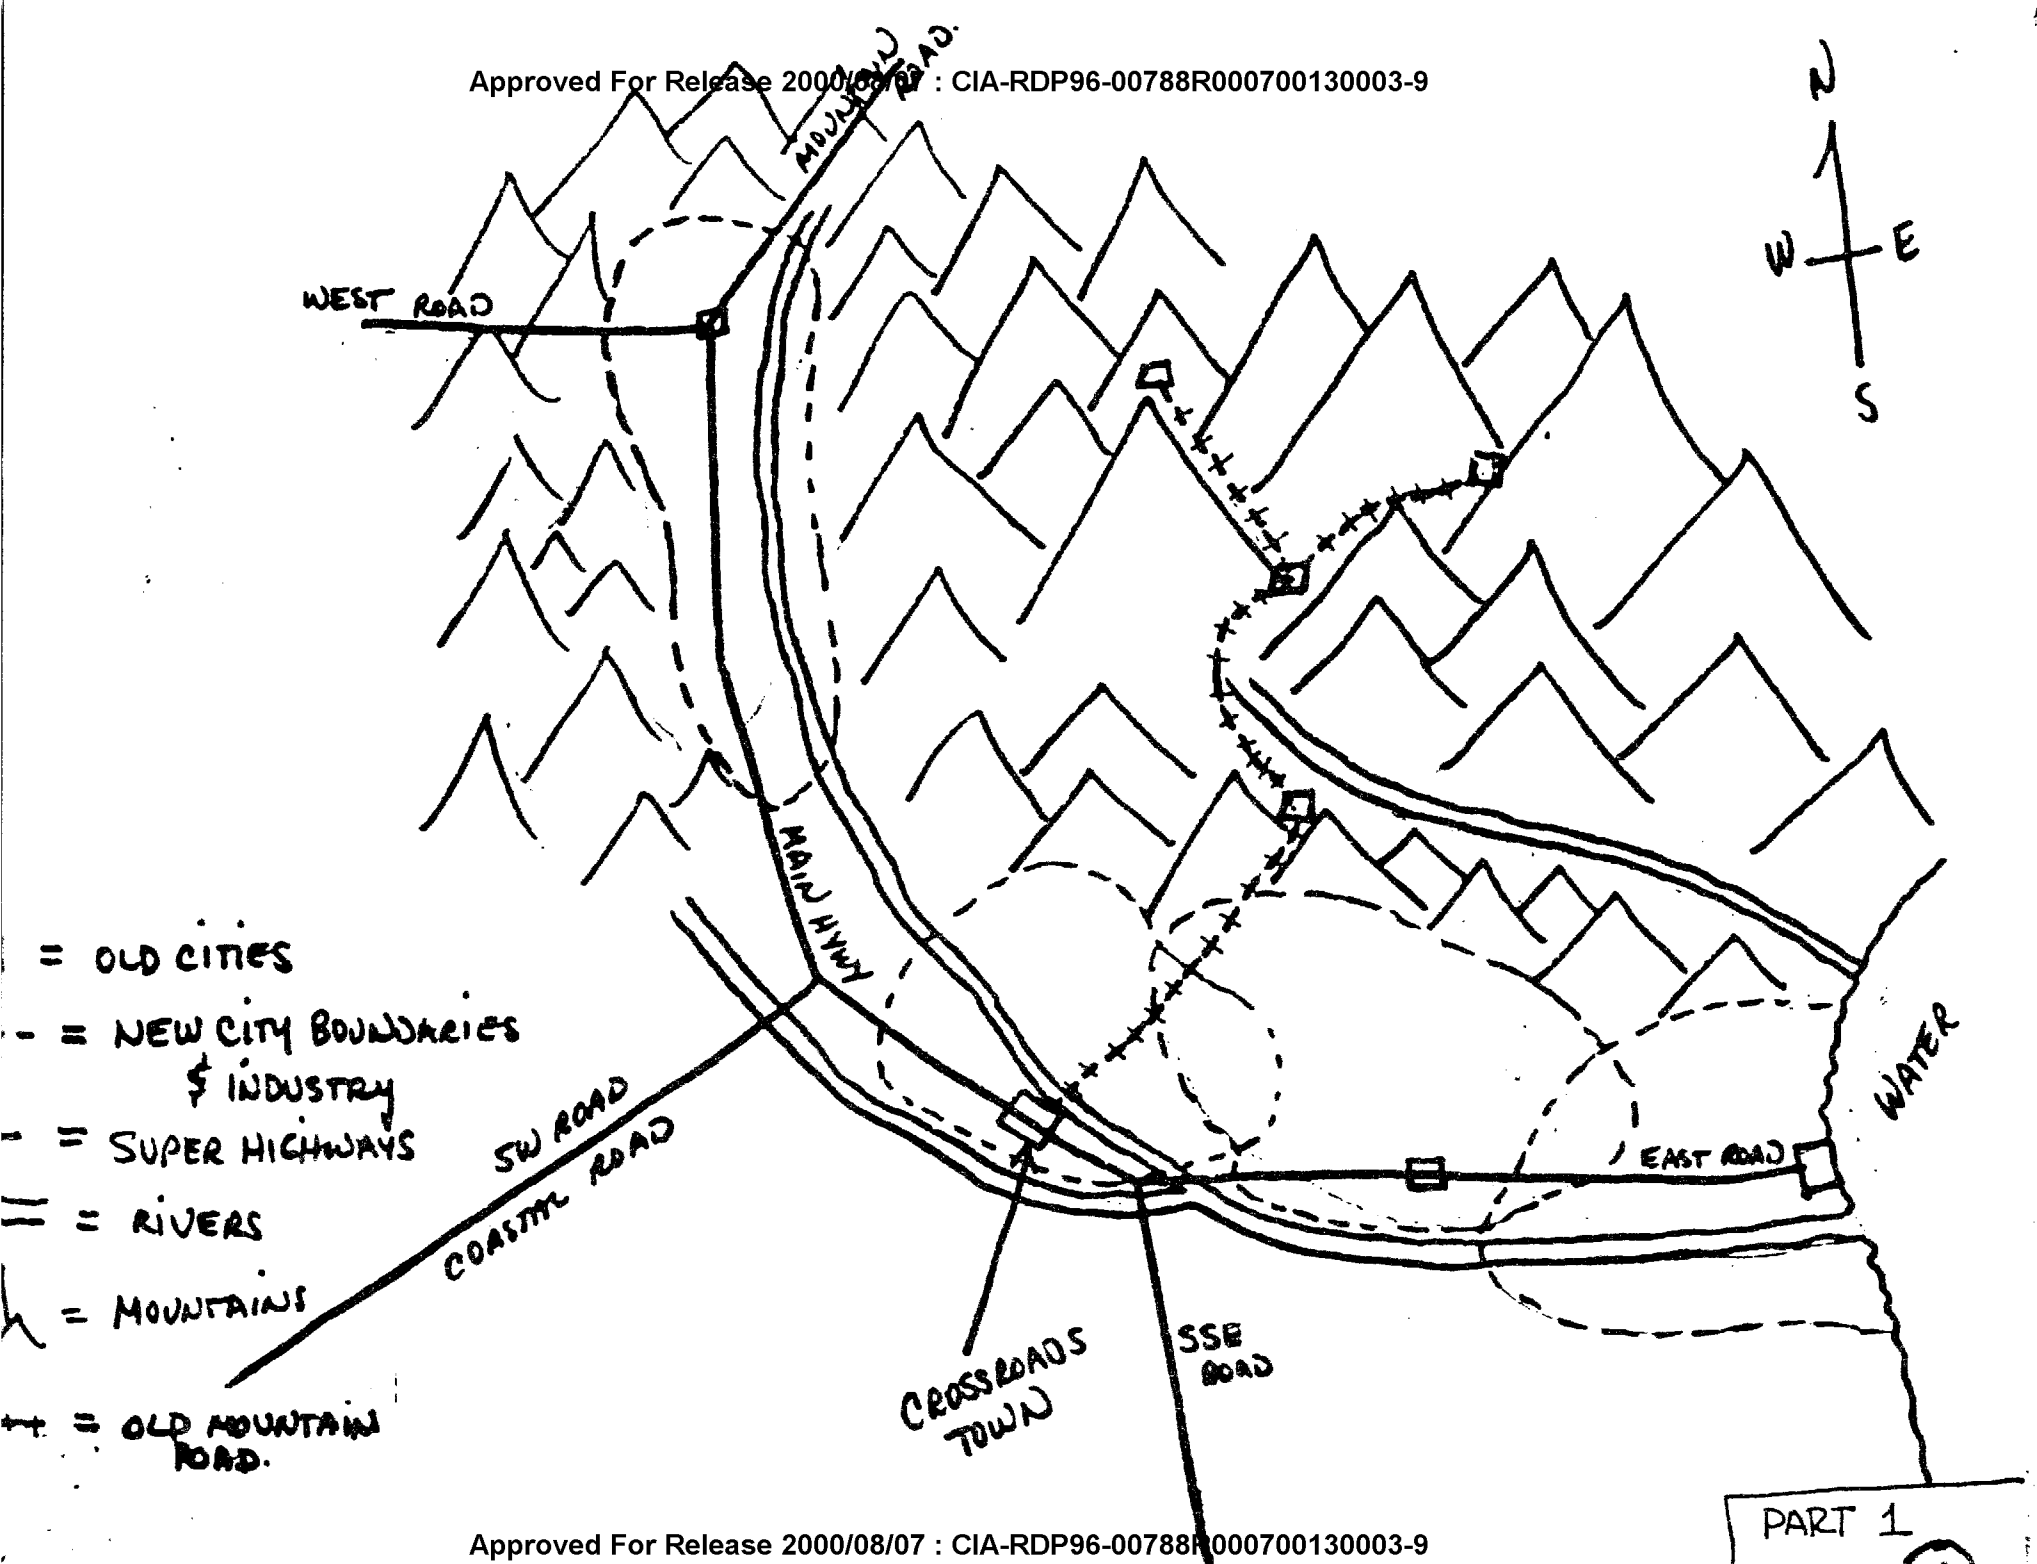 Approved For Release 2000/08/07 : CIA-RDP96-00788R000700130003-9
MOUNTAIN
ROAD.
N
W E
S
WEST ROAD
MAIN HYWY
= OLD CITIES
- = NEW CITY BOUNDARIES
& INDUSTRY
- = SUPER HIGHWAYS
= RIVERS
= MOUNTAINS
= OLD MOUNTAIN
ROAD.
SW ROAD
COASTAL ROAD
WATER
EAST ROAD
CROSSROADS
TOWN
SSE
ROAD
PART 1
Approved For Release 2000/08/07 : CIA-RDP96-00788R000700130003-9